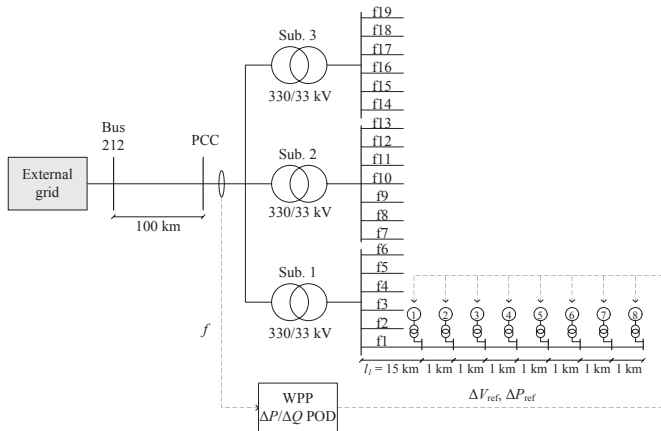 Sub. 3
330/33 kV
f19
f18
f17
f16
f15
f14
Bus
212
PCC
External
grid
100 km
Sub. 2
330/33 kV
f13
f12
f11
f10
f9
f8
f7
Sub. 1
330/33 kV
f6
f5
f4
f3
f2
f1
1 2 3 4 5 6 7 8
l1 = 15 km 1 km 1 km 1 km 1 km 1 km 1 km 1 km
f
WPP
ΔP/ΔQ POD
ΔVref, ΔPref